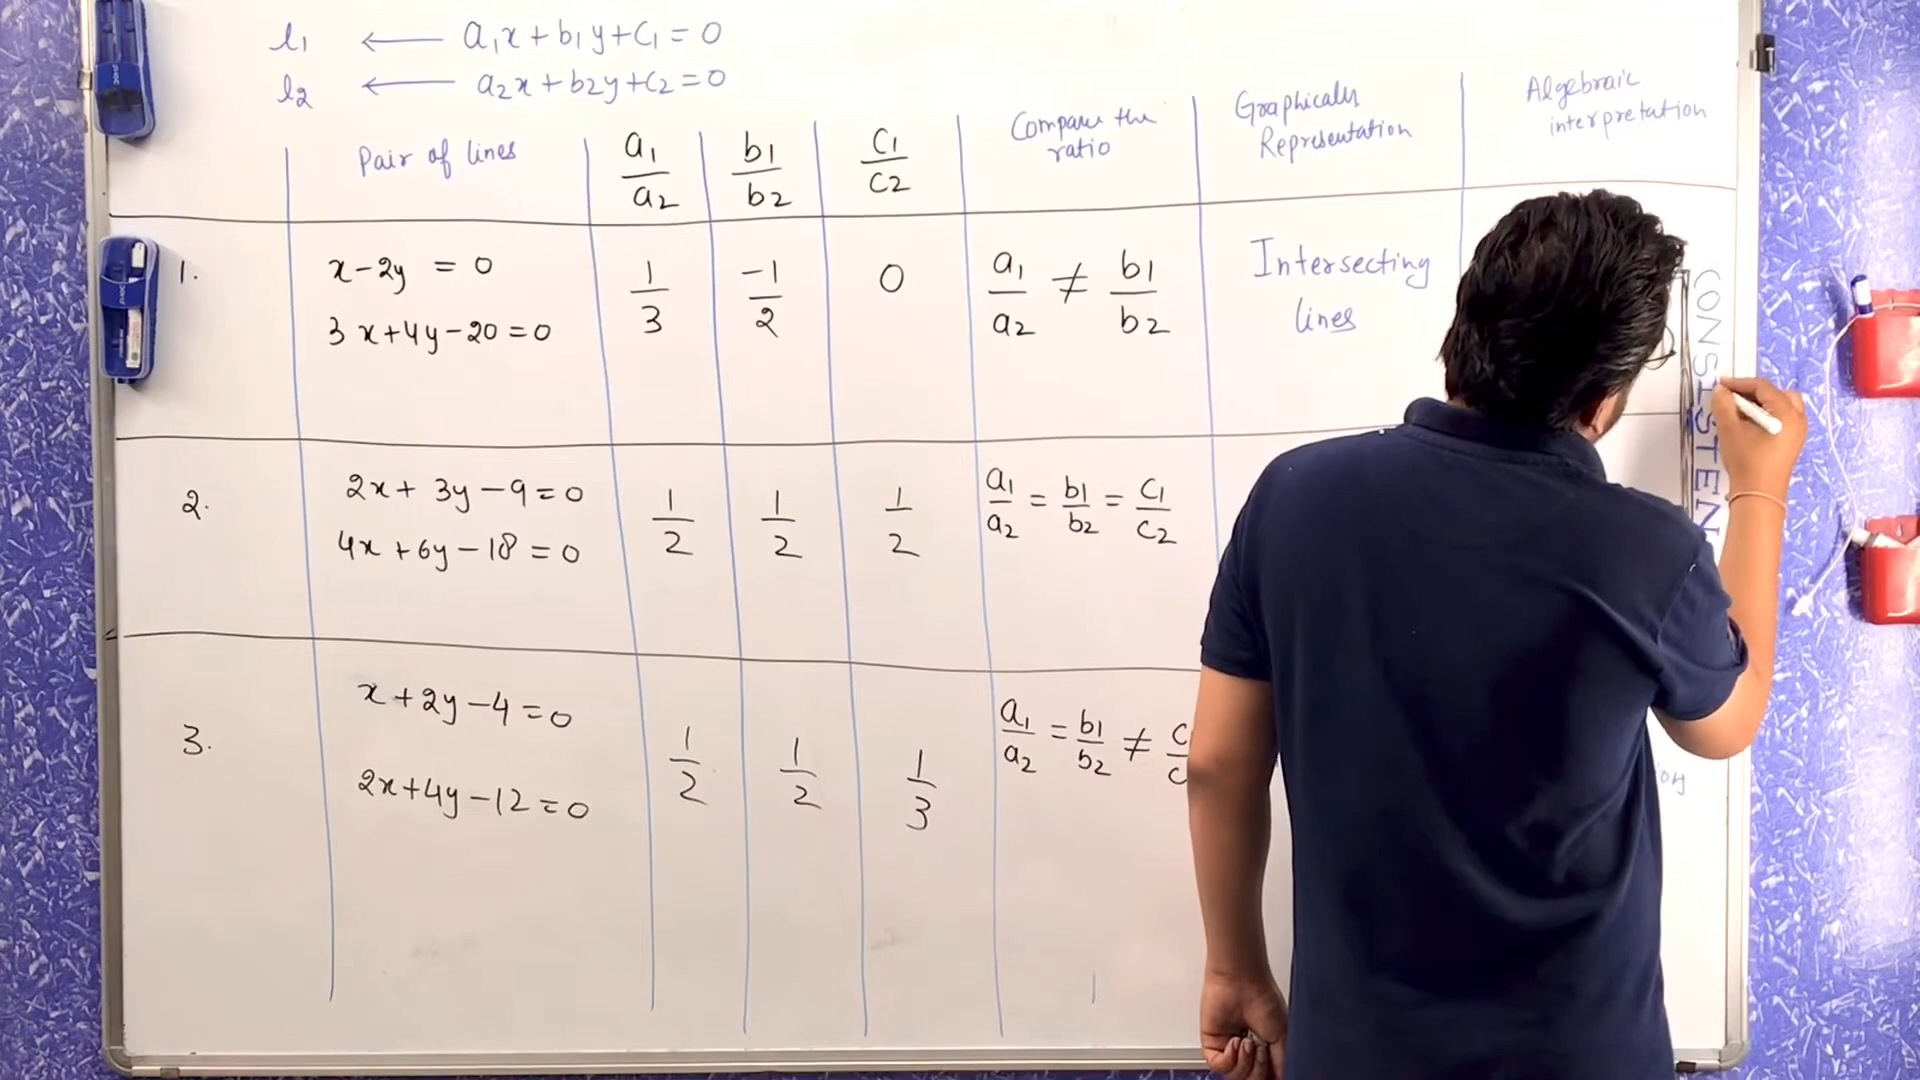 l1 ← a1x + b1y + c1 = 0
l2 ← a2x + b2y + c2 = 0
Pair of lines
a1/a2
b1/b2
c1/c2
Compare the
ratio
Graphically
Representation
Algebraic
interpretation
1.
x - 2y = 0
3x + 4y - 20 = 0
1/3
-1/2
0
a1/a2 ≠ b1/b2
Intersecting
lines
2.
2x + 3y - 9 = 0
4x + 6y - 18 = 0
1/2
1/2
1/2
a1/a2 = b1/b2 = c1/c2
3.
x + 2y - 4 = 0
2x + 4y - 12 = 0
1/2
1/2
1/3
a1/a2 = b1/b2 ≠ c
CONSISTEN